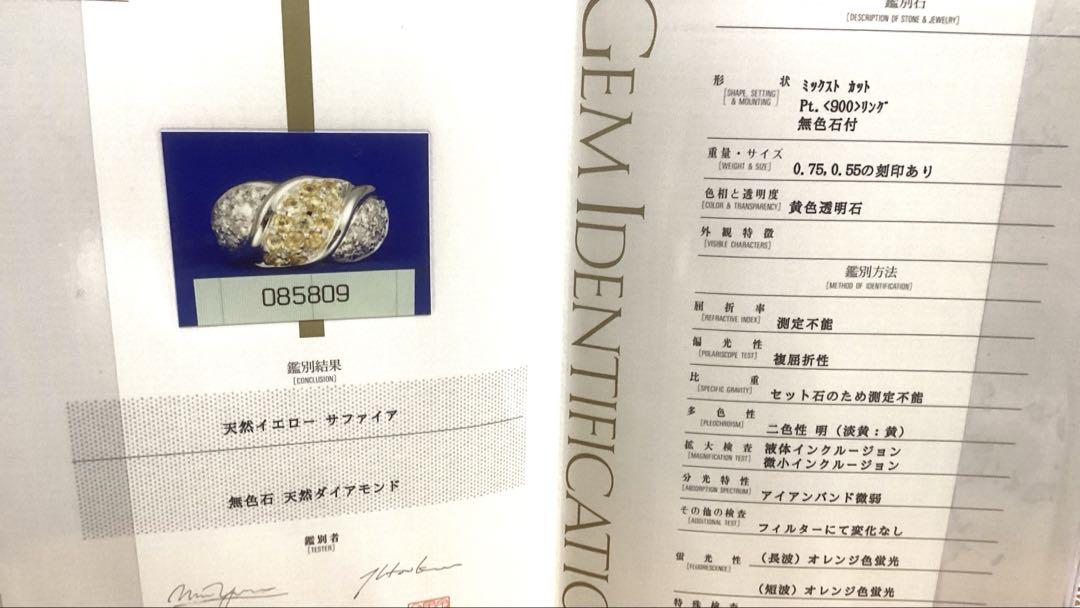 085809
鑑別結果
[CONCLUSION]
天然イエロー サファイア
無色石 天然ダイアモンド
鑑別者
[TESTER]
GEM IDENTIFICATIO
鑑別石
[DESCRIPTION OF STONE & JEWELRY]
形 状 ミックスト カット
[SHAPE, SETTING & MOUNTING] Pt.<900>リング
無色石付
重量・サイズ
[WEIGHT & SIZE] 0.75,0.55の刻印あり
色相と透明度
[COLOR & TRANSPARENCY] 黄色透明石
外観特徴
[VISIBLE CHARACTERS]
鑑別方法
[METHOD OF IDENTIFICATION]
屈折率
[REFRACTIVE INDEX] 測定不能
偏光性
[POLARISCOPE TEST] 複屈折性
比重
[SPECIFIC GRAVITY] セット石のため測定不能
多色性
[PLEOCHROISM] 二色性 明 (淡黄:黄)
拡大検査 液体インクルージョン
[MAGNIFICATION TEST] 微小インクルージョン
分光特性
[ABSORPTION SPECTRUM] アイアンバンド微弱
その他の検査
[ADDITIONAL TEST] フィルターにて変化なし
蛍光性 (長波) オレンジ色蛍光
[FLUORESCENCE]
(短波) オレンジ色蛍光
特殊検査